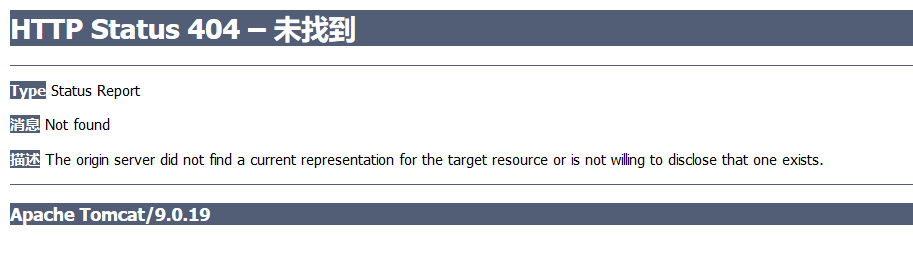 HTTP Status 404 – 未找到
Type Status Report
消息 Not found
描述 The origin server did not find a current representation for the target resource or is not willing to disclose that one exists.
Apache Tomcat/9.0.19